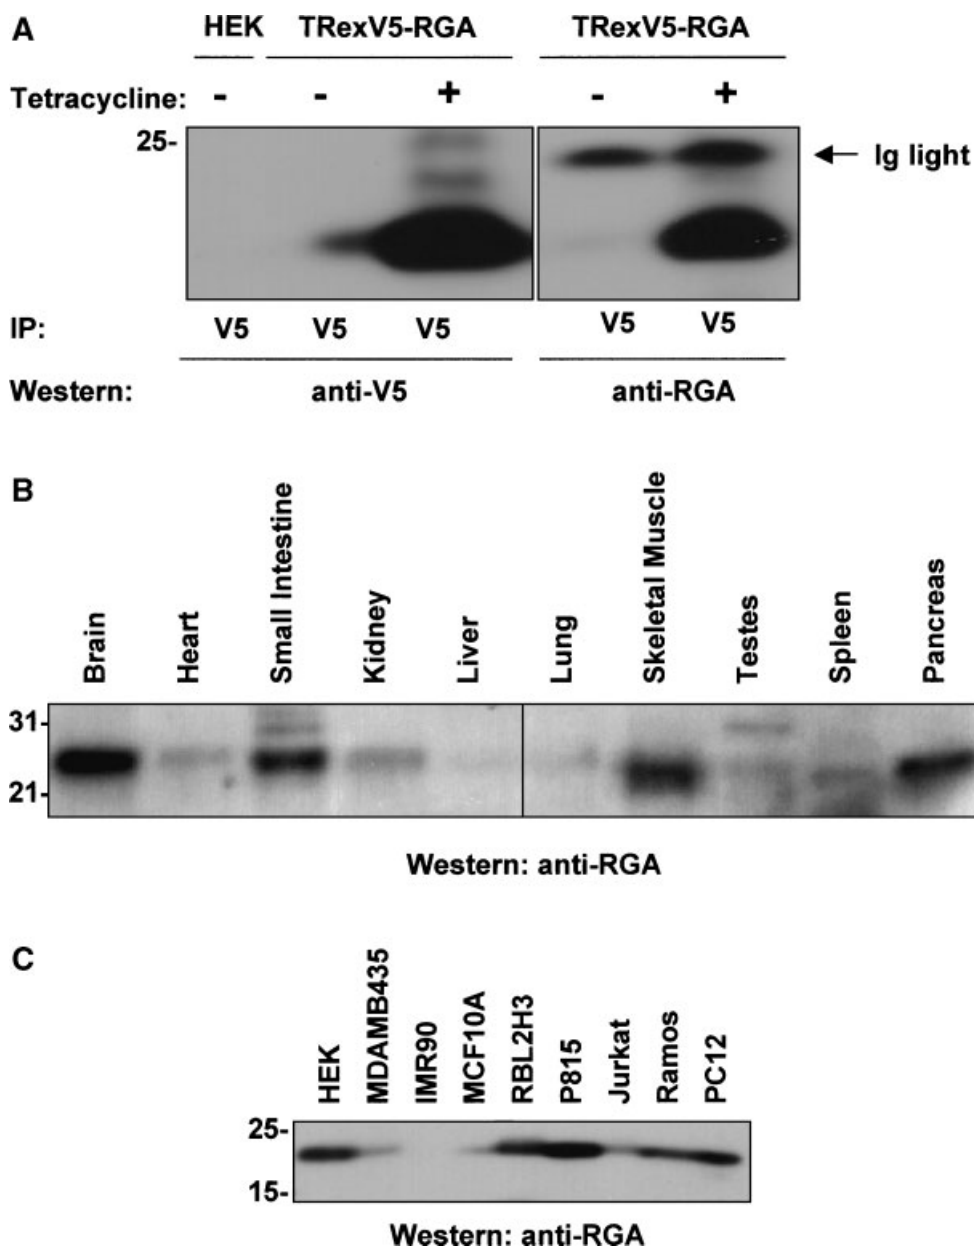 A
HEK TRexV5-RGA TRexV5-RGA
Tetracycline: - - + - +
25-
Ig light
IP: V5 V5 V5 V5 V5
Western: anti-V5 anti-RGA
B
Brain
Heart
Small Intestine
Kidney
Liver
Lung
Skeletal Muscle
Testes
Spleen
Pancreas
31-
21-
Western: anti-RGA
C
HEK
MDAMB435
IMR90
MCF10A
RBL2H3
P815
Jurkat
Ramos
PC12
25-
15-
Western: anti-RGA